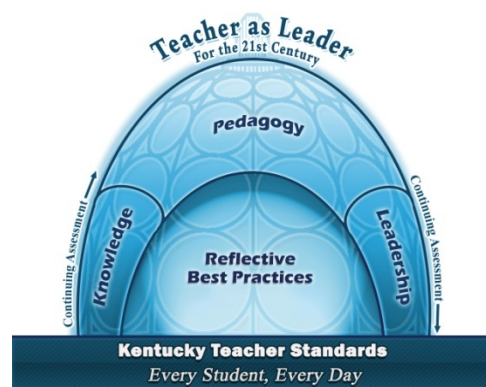 Teacher as Leader
For the 21st Century
Pedagogy
Continuing Assessment
Knowledge
Reflective
Best Practices
Leadership
Continuing Assessment
Kentucky Teacher Standards
Every Student, Every Day